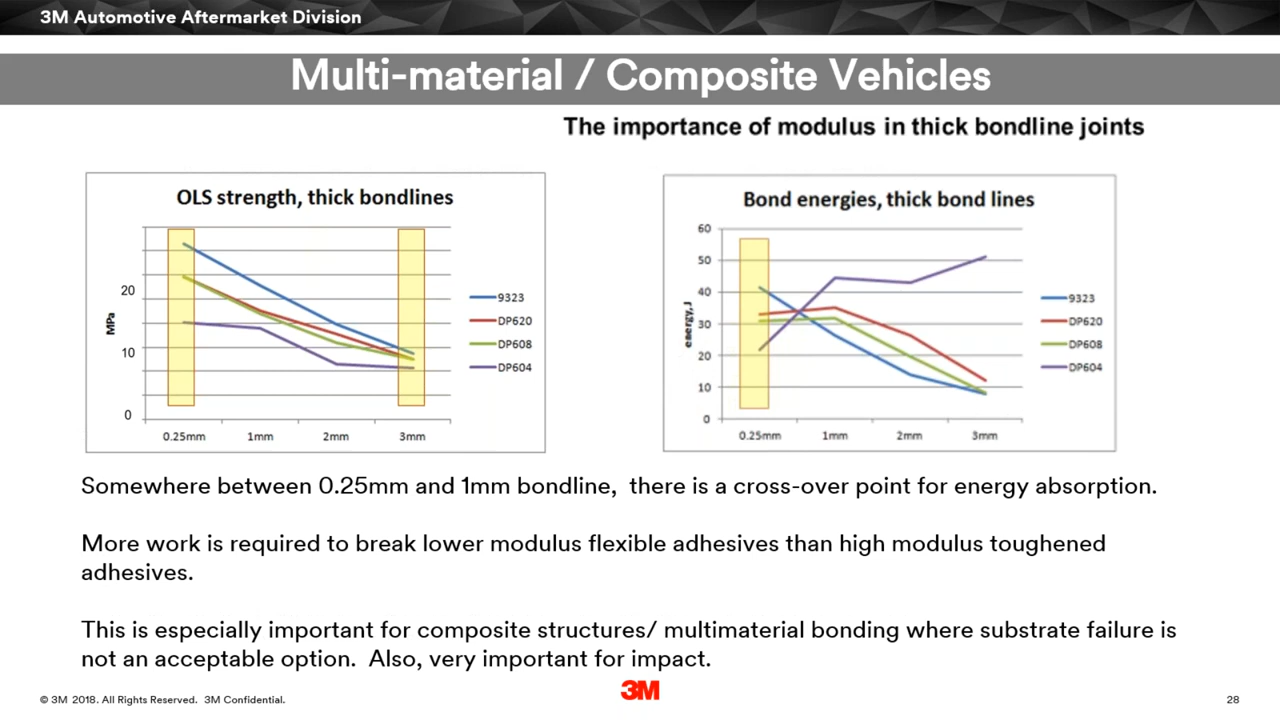 3M Automotive Aftermarket Division
Multi-material / Composite Vehicles
The importance of modulus in thick bondline joints
OLS strength, thick bondlines
MPa
20
10
0
0.25mm 1mm 2mm 3mm
9323
DP620
DP608
DP604
Bond energies, thick bond lines
energy,J
60
50
40
30
20
10
0
0.25mm 1mm 2mm 3mm
9323
DP620
DP608
DP604
Somewhere between 0.25mm and 1mm bondline, there is a cross-over point for energy absorption.
More work is required to break lower modulus flexible adhesives than high modulus toughened
adhesives.
This is especially important for composite structures/ multimaterial bonding where substrate failure is
not an acceptable option. Also, very important for impact.
© 3M 2018. All Rights Reserved. 3M Confidential.
3M
28